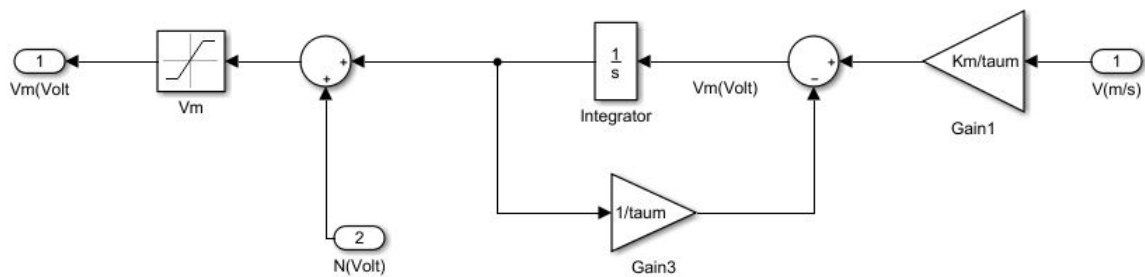 1
Vm(Volt
Vm
+
+
1
s
Integrator
Vm(Volt)
+
−
Km/taum
Gain1
1
V(m/s)
1/taum
Gain3
2
N(Volt)